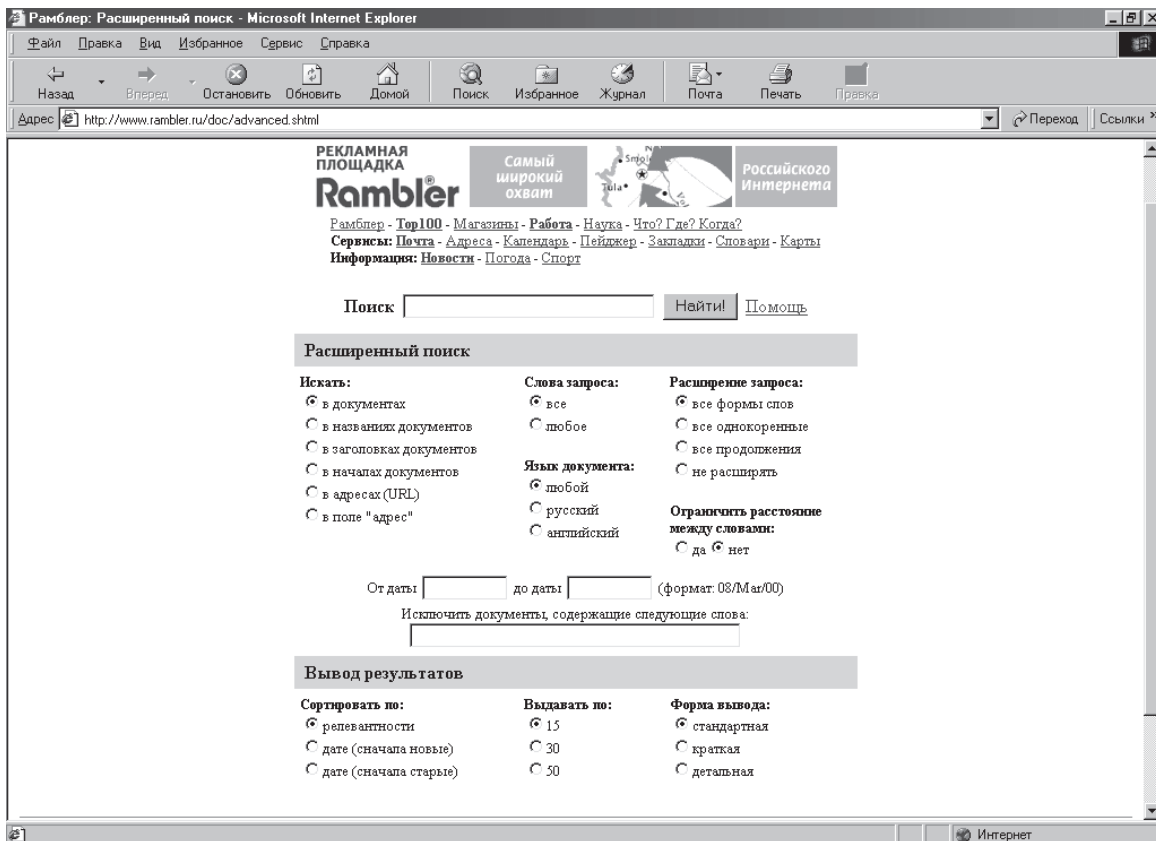 Рамблер: Расширенный поиск - Microsoft Internet Explorer
Файл Правка Вид Избранное Сервис Справка
Назад Вперед Остановить Обновить Домой Поиск Избранное Журнал Почта Печать Правка
Адрес http://www.rambler.ru/doc/advanced.shtml Переход Ссылки »
РЕКЛАМНАЯ
ПЛОЩАДКА
Rambler®
Самый
широкий
охват
Smol
Tula
Российского
Интернета
Рамблер - Top100 - Магазины - Работа - Наука - Что? Где? Когда?
Сервисы: Почта - Адреса - Календарь - Пейджер - Закладки - Словари - Карты
Информация: Новости - Погода - Спорт
Поиск Найти! Помощь
Расширенный поиск
Искать:
в документах
в названиях документов
в заголовках документов
в началах документов
в адресах (URL)
в поле "адрес"
Слова запроса:
все
любое
Язык документа:
любой
русский
английский
Расширение запроса:
все формы слов
все однокоренные
все продолжения
не расширять
Ограничить расстояние
между словами:
да нет
От даты до даты (формат: 08/Mar/00)
Исключить документы, содержащие следующие слова:
Вывод результатов
Сортировать по:
релевантности
дате (сначала новые)
дате (сначала старые)
Выдавать по:
15
30
50
Форма вывода:
стандартная
краткая
детальная
Интернет